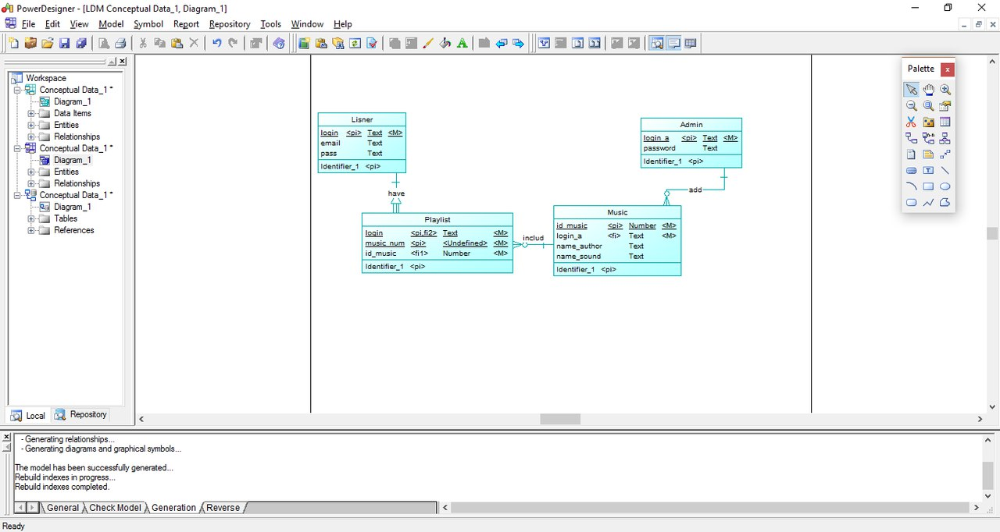 PowerDesigner - [LDM Conceptual Data_1, Diagram_1]
File Edit View Model Symbol Report Repository Tools Window Help
Workspace
Conceptual Data_1 *
Diagram_1
Data Items
Entities
Relationships
Conceptual Data_1 *
Diagram_1
Entities
Relationships
Conceptual Data_1 *
Diagram_1
Tables
References
Local Repository
Lisner
login <pi> Text <M>
email Text
pass Text
Identifier_1 <pi>
have
Playlist
login <pi,fi2> Text <M>
music_num <pi> <Undefined> <M>
id_music <fi1> Number <M>
Identifier_1 <pi>
includ
Music
id_music <pi> Number <M>
login_a <fi> Text <M>
name_author Text
name_sound Text
Identifier_1 <pi>
add
Admin
login_a <pi> Text <M>
password Text
Identifier_1 <pi>
Palette
- Generating relationships...
- Generating diagrams and graphical symbols...
The model has been successfully generated...
Rebuild indexes in progress...
Rebuild indexes completed.
General Check Model Generation Reverse
Ready